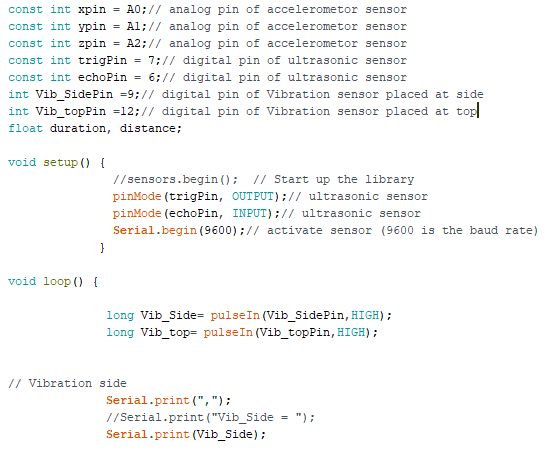 const int xpin = A0;// analog pin of accelerometor sensor
const int ypin = A1;// analog pin of accelerometor sensor
const int zpin = A2;// analog pin of accelerometor sensor
const int trigPin = 7;// digital pin of ultrasonic sensor
const int echoPin = 6;// digital pin of ultrasonic sensor
int Vib_SidePin =9;// digital pin of Vibration sensor placed at side
int Vib_topPin =12;// digital pin of Vibration sensor placed at top
float duration, distance;
void setup() {
//sensors.begin();  // Start up the library
pinMode(trigPin, OUTPUT);// ultrasonic sensor
pinMode(echoPin, INPUT);// ultrasonic sensor
Serial.begin(9600);// activate sensor (9600 is the baud rate)
}
void loop() {
long Vib_Side= pulseIn(Vib_SidePin,HIGH);
long Vib_top= pulseIn(Vib_topPin,HIGH);
// Vibration side
Serial.print(",");
//Serial.print("Vib_Side = ");
Serial.print(Vib_Side);